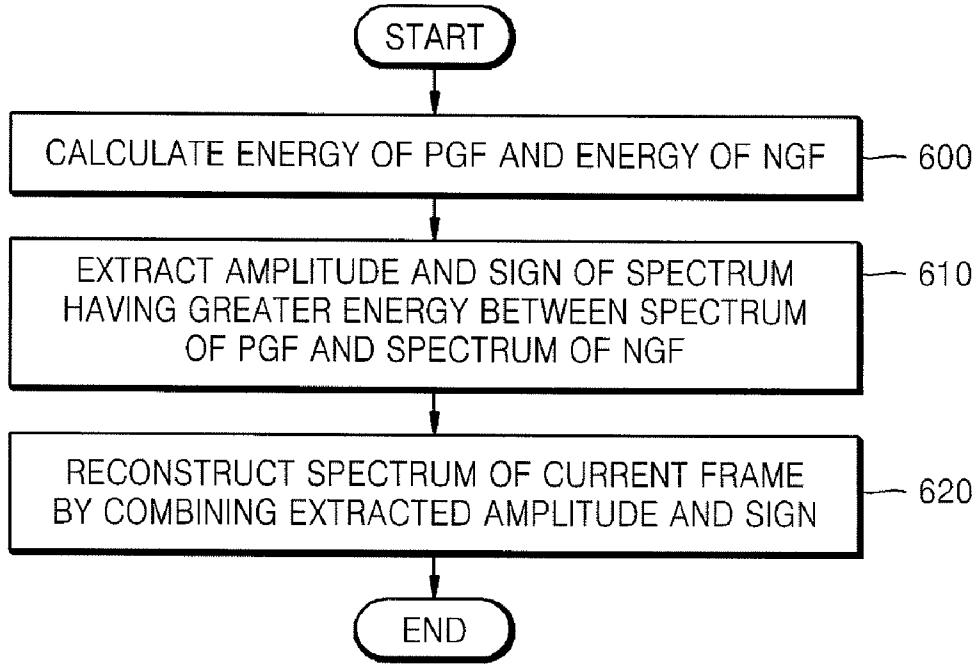 START
CALCULATE ENERGY OF PGF AND ENERGY OF NGF
600
EXTRACT AMPLITUDE AND SIGN OF SPECTRUM
HAVING GREATER ENERGY BETWEEN SPECTRUM
OF PGF AND SPECTRUM OF NGF
610
RECONSTRUCT SPECTRUM OF CURRENT FRAME
BY COMBINING EXTRACTED AMPLITUDE AND SIGN
620
END